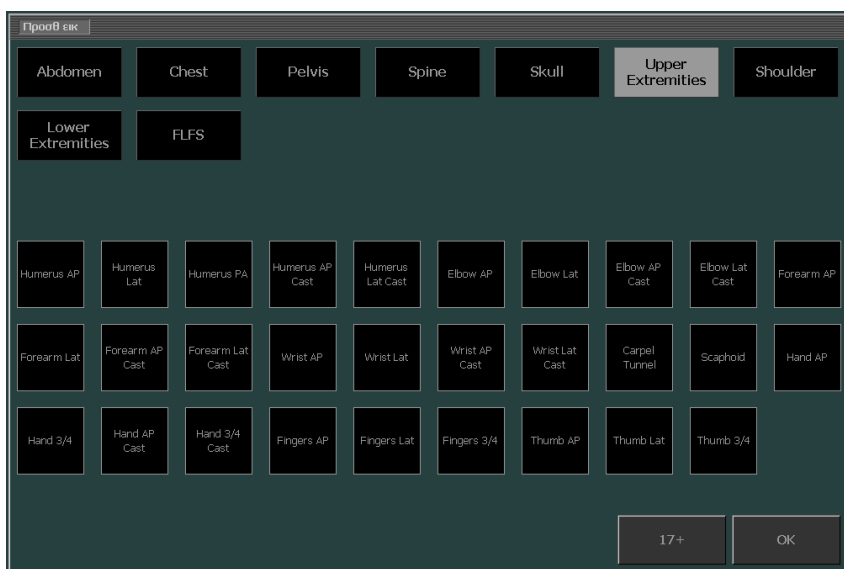 Προσθ εικ
Abdomen Chest Pelvis Spine Skull Upper Extremities Shoulder
Lower Extremities FLFS
Humerus AP Humerus Lat Humerus PA Humerus AP Cast Humerus Lat Cast Elbow AP Elbow Lat Elbow AP Cast Elbow Lat Cast Forearm AP
Forearm Lat Forearm AP Cast Forearm Lat Cast Wrist AP Wrist Lat Wrist AP Cast Wrist Lat Cast Carpel Tunnel Scaphoid Hand AP
Hand 3/4 Hand AP Cast Hand 3/4 Cast Fingers AP Fingers Lat Fingers 3/4 Thumb AP Thumb Lat Thumb 3/4
17+ OK